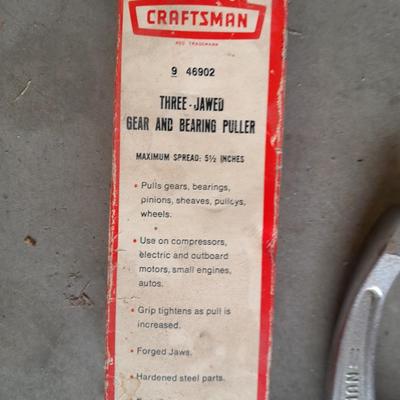 CRAFTSMAN
REG TRADEMARK
9 46902
THREE-JAWED
GEAR AND BEARING PULLER
MAXIMUM SPREAD: 5½ INCHES
• Pulls gears, bearings,
pinions, sheaves, pulleys,
wheels.
• Use on compressors,
electric and outboard
motors, small engines,
autos.
• Grip tightens as pull is
increased.
• Forged Jaws.
• Hardened steel parts.
MAN